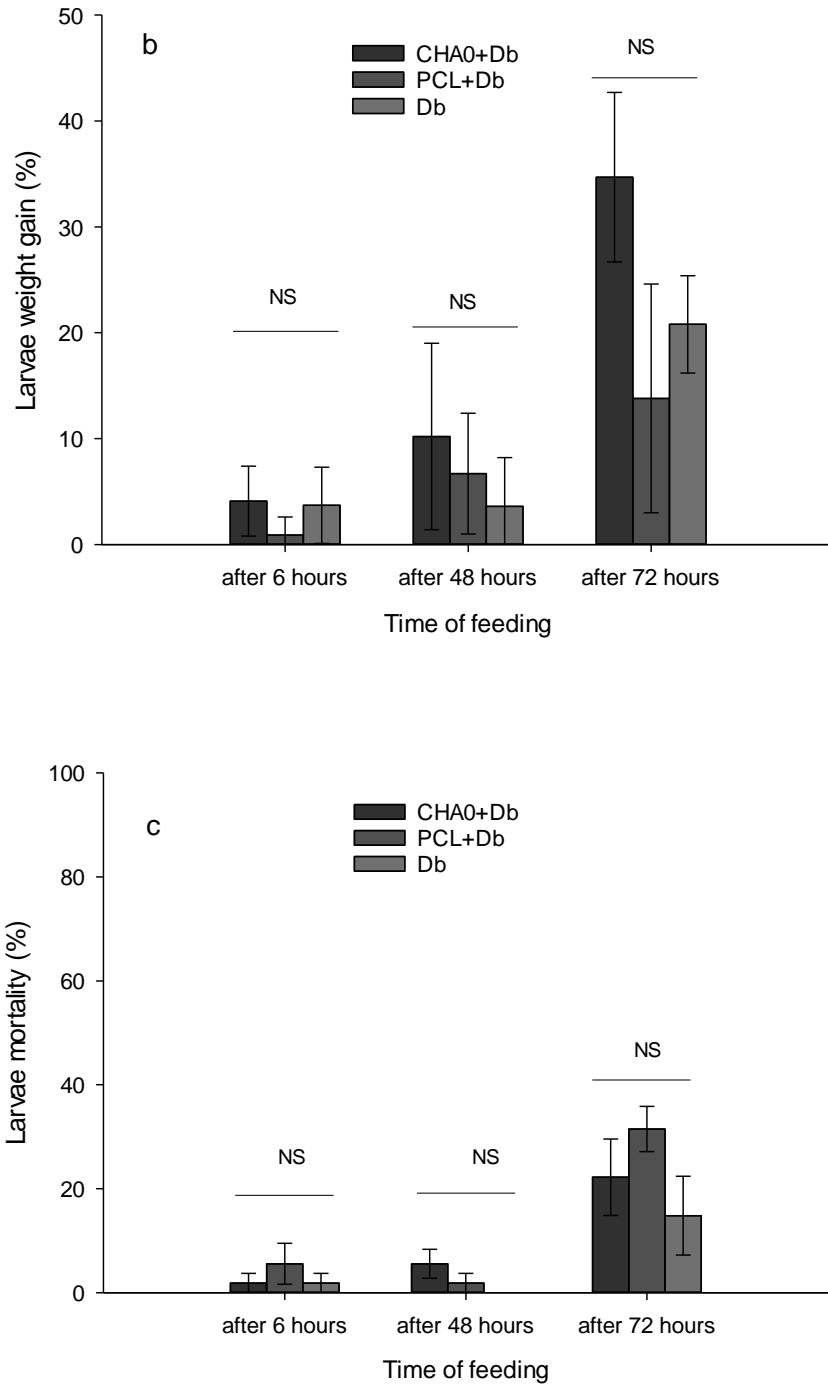 50
b
CHA0+Db
PCL+Db
Db
NS
40
30
NS
NS
20
10
0
Larvae weight gain (%)
after 6 hours after 48 hours after 72 hours
Time of feeding
100
c
CHA0+Db
PCL+Db
Db
80
60
NS
40
NS
NS
20
0
Larvae mortality (%)
after 6 hours after 48 hours after 72 hours
Time of feeding